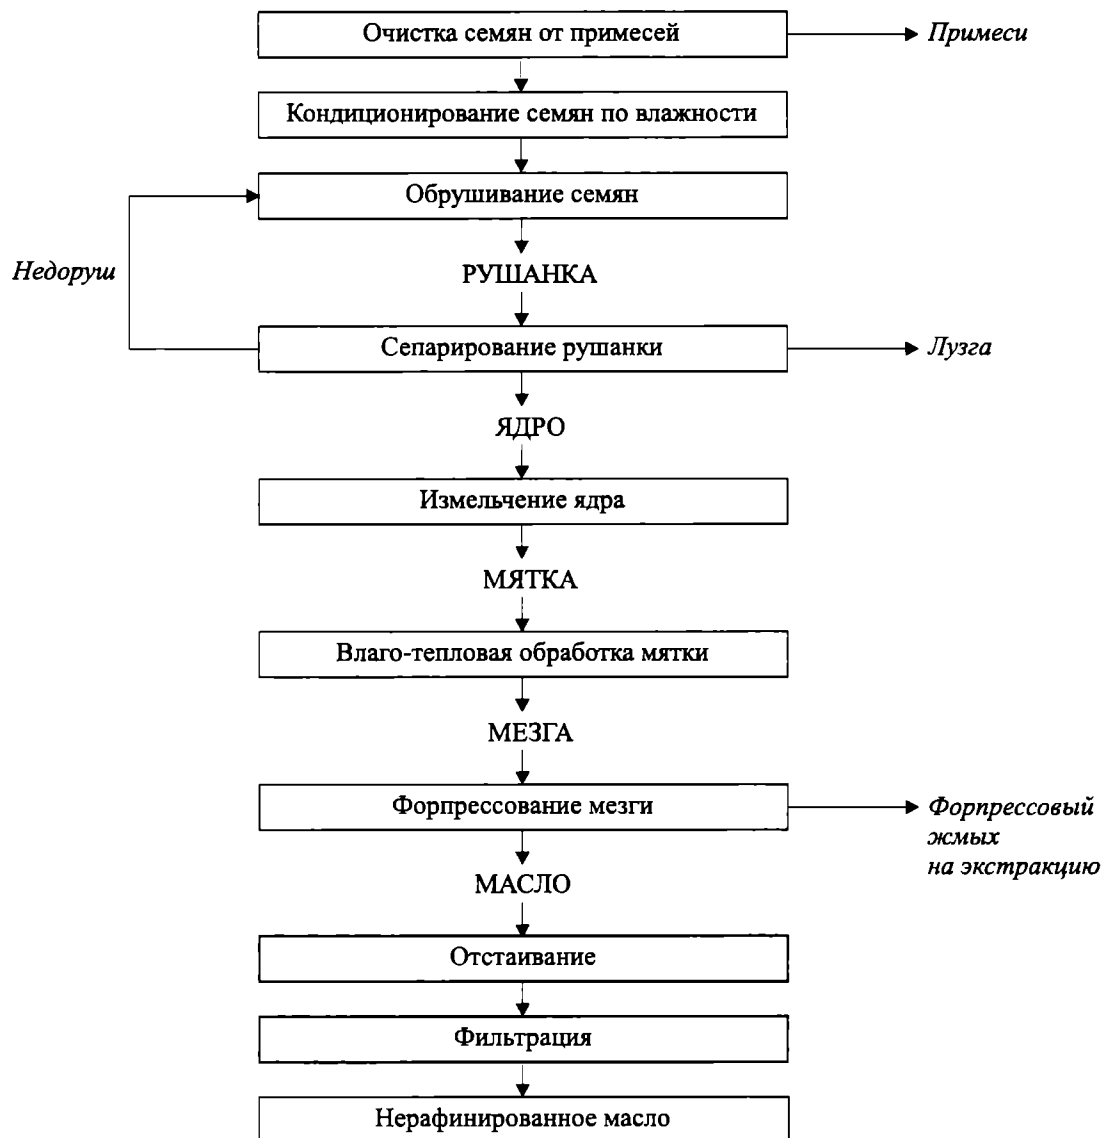 Очистка семян от примесей
Примеси
Кондиционирование семян по влажности
Обрушивание семян
Недоруш
РУШАНКА
Сепарирование рушанки
Лузга
ЯДРО
Измельчение ядра
МЯТКА
Влаго-тепловая обработка мятки
МЕЗГА
Форпрессование мезги
Форпрессовый
жмых
на экстракцию
МАСЛО
Отстаивание
Фильтрация
Нерафинированное масло